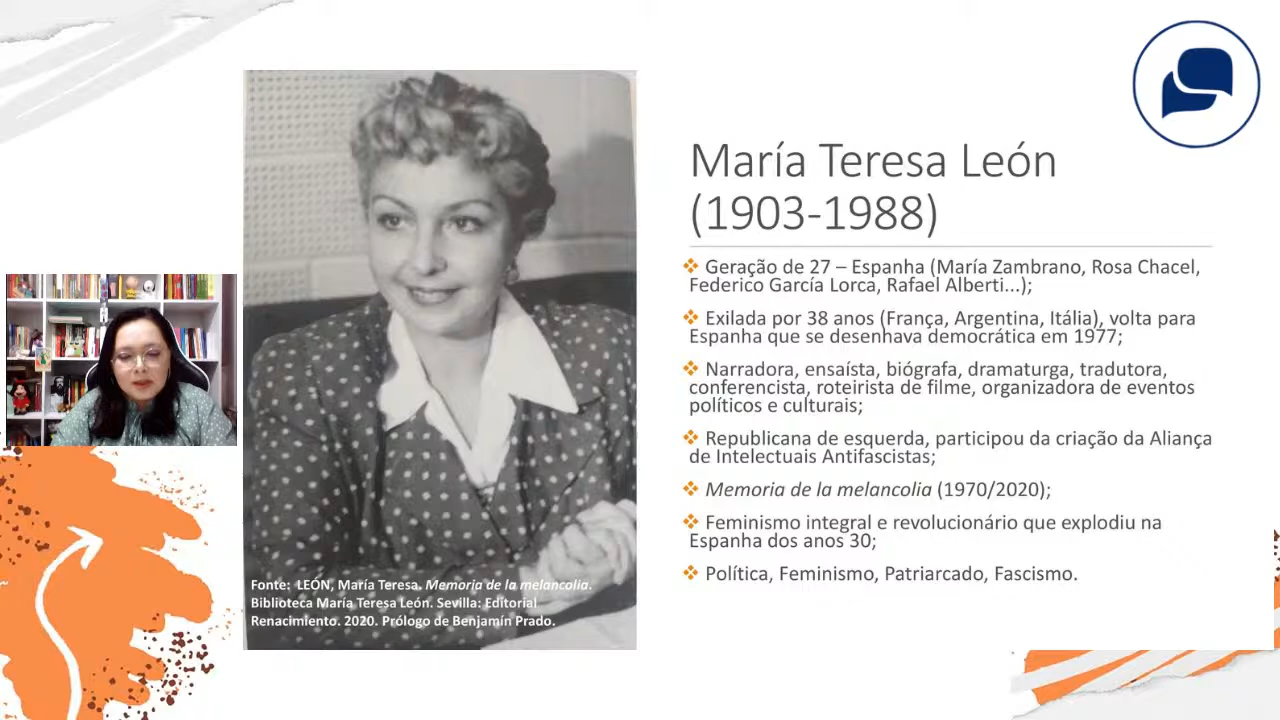 María Teresa León
(1903-1988)
❖ Geração de 27 – Espanha (María Zambrano, Rosa Chacel,
Federico García Lorca, Rafael Alberti...);
❖ Exilada por 38 anos (França, Argentina, Itália), volta para
Espanha que se desenhava democrática em 1977;
❖ Narradora, ensaísta, biógrafa, dramaturga, tradutora,
conferencista, roteirista de filme, organizadora de eventos
políticos e culturais;
❖ Republicana de esquerda, participou da criação da Aliança
de Intelectuais Antifascistas;
❖ Memoria de la melancolia (1970/2020);
❖ Feminismo integral e revolucionário que explodiu na
Espanha dos anos 30;
❖ Política, Feminismo, Patriarcado, Fascismo.
Fonte: LEÓN, María Teresa. Memoria de la melancolia.
Biblioteca María Teresa León. Sevilla: Editorial
Renacimiento. 2020. Prólogo de Benjamín Prado.